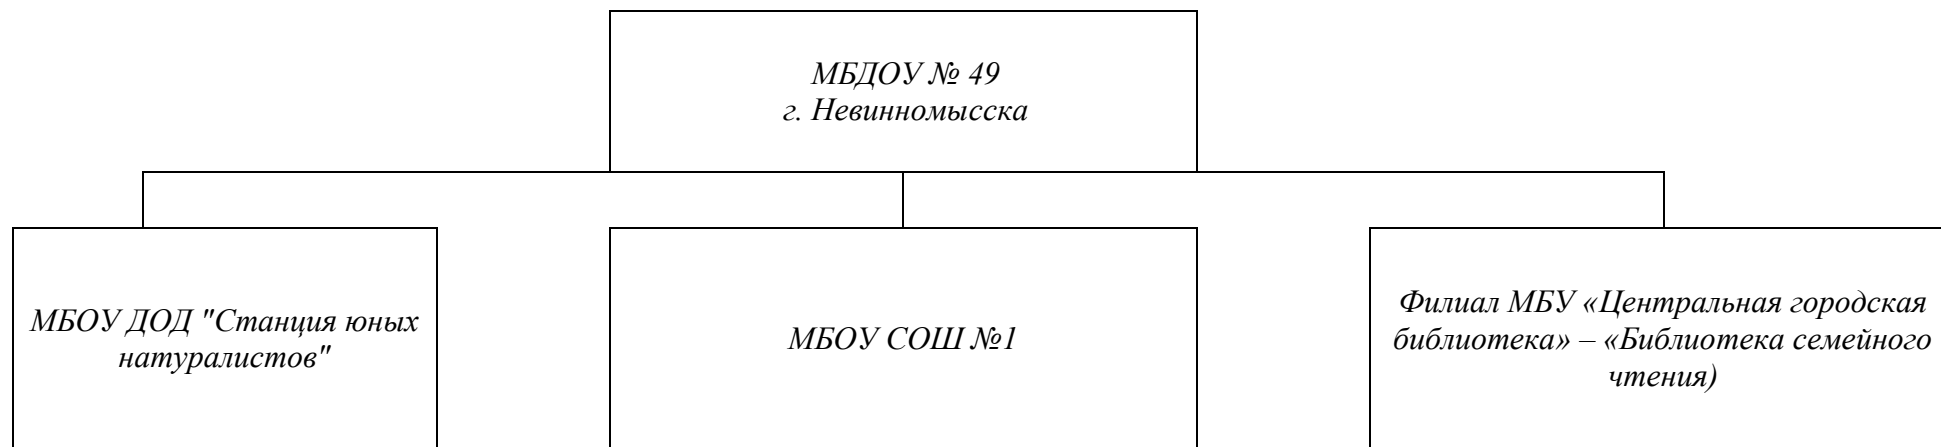 МБДОУ № 49
г. Невинномысска
МБОУ ДОД "Станция юных
натуралистов"
МБОУ СОШ №1
Филиал МБУ «Центральная городская
библиотека» – «Библиотека семейного
чтения)